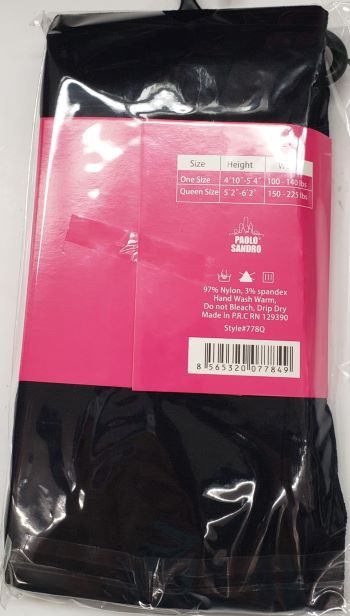 Size Height
One Size 4'10"-5'4" 100 - 140 lbs
Queen Size 5'2"-6'2" 150 - 225 lbs
PAOLO
SANDRO
97% Nylon, 3% spandex
Hand Wash Warm,
Do not Bleach, Drip Dry
Made In P.R.C RN 129390
Style#778Q
8 565320 077849